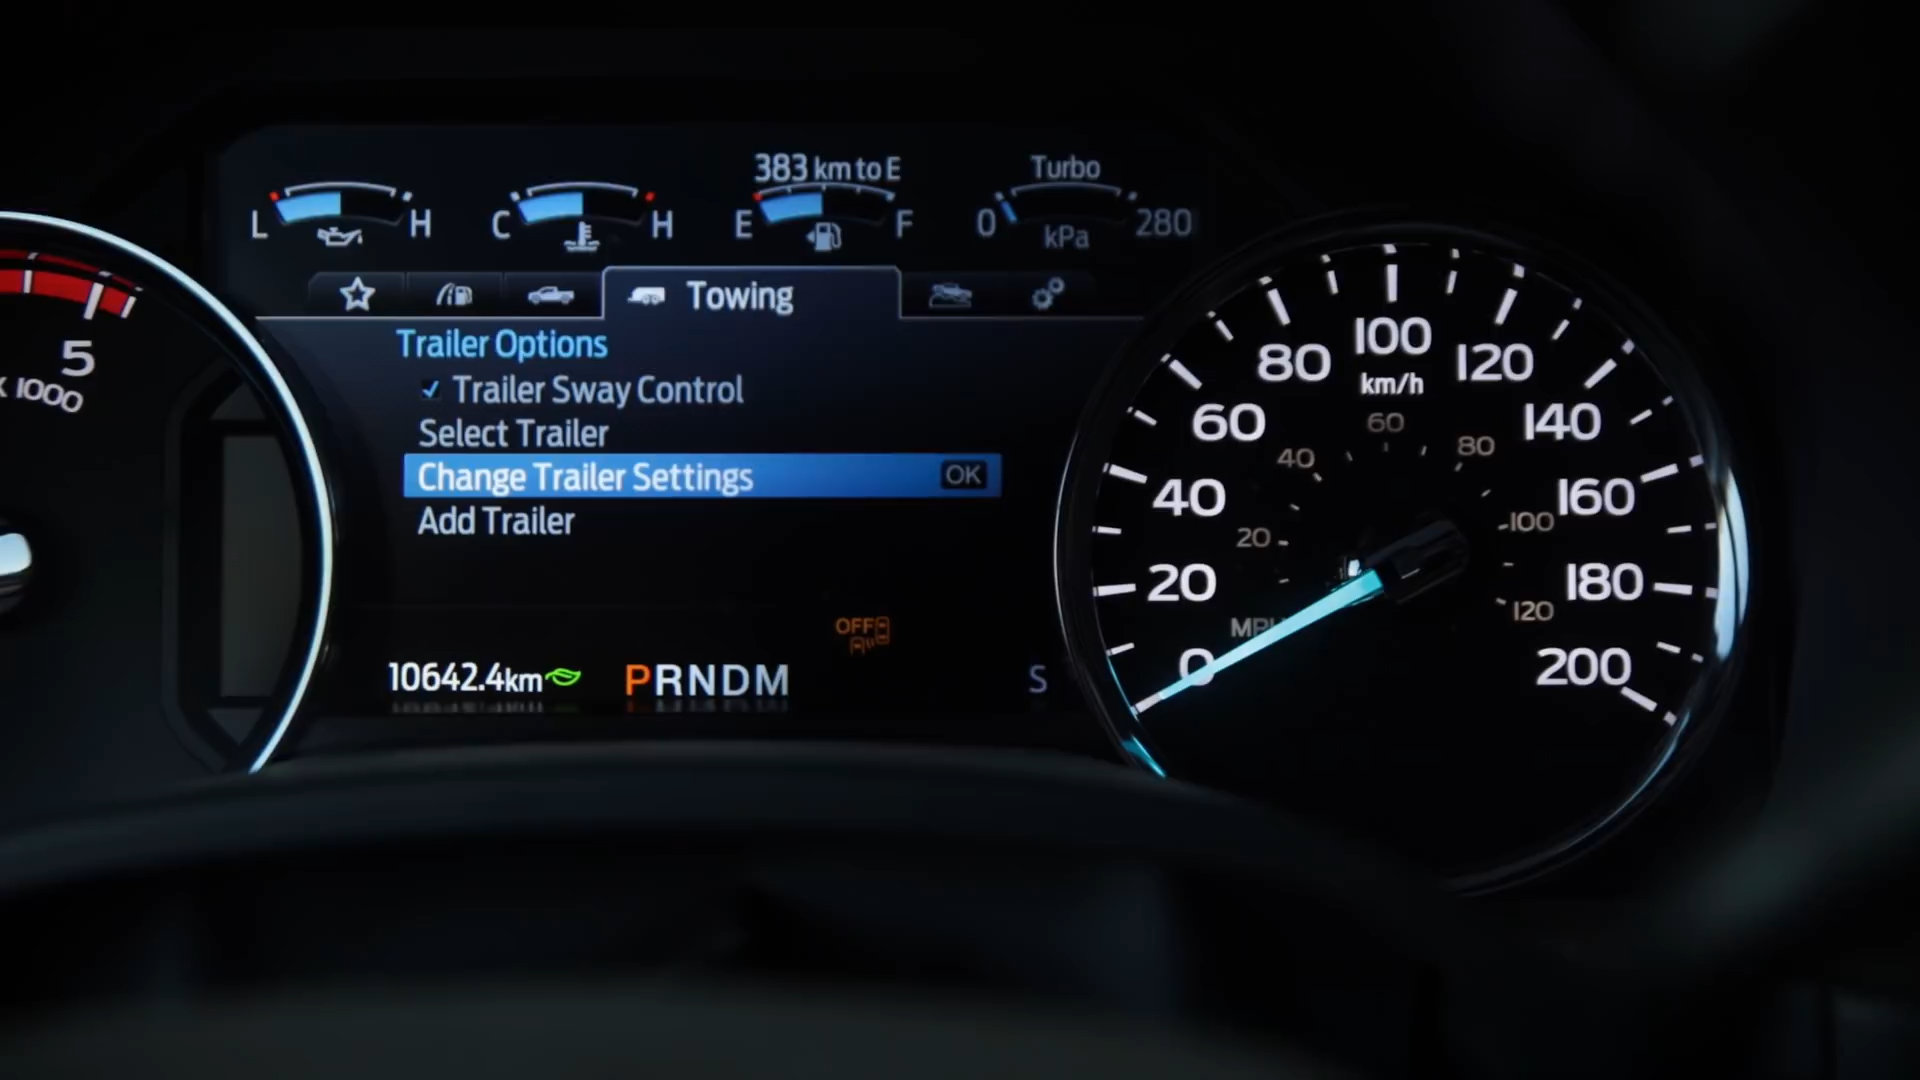 383 km to E
Turbo
L H
C H
E F
0 280
kPa
Towing
Trailer Options
Trailer Sway Control
Select Trailer
Change Trailer Settings OK
Add Trailer
OFF
10642.4km
PRNDM
S
5
x 1000
0
20
40
60
80
100
120
140
160
180
200
km/h
20
40
60
80
100
120
MPH